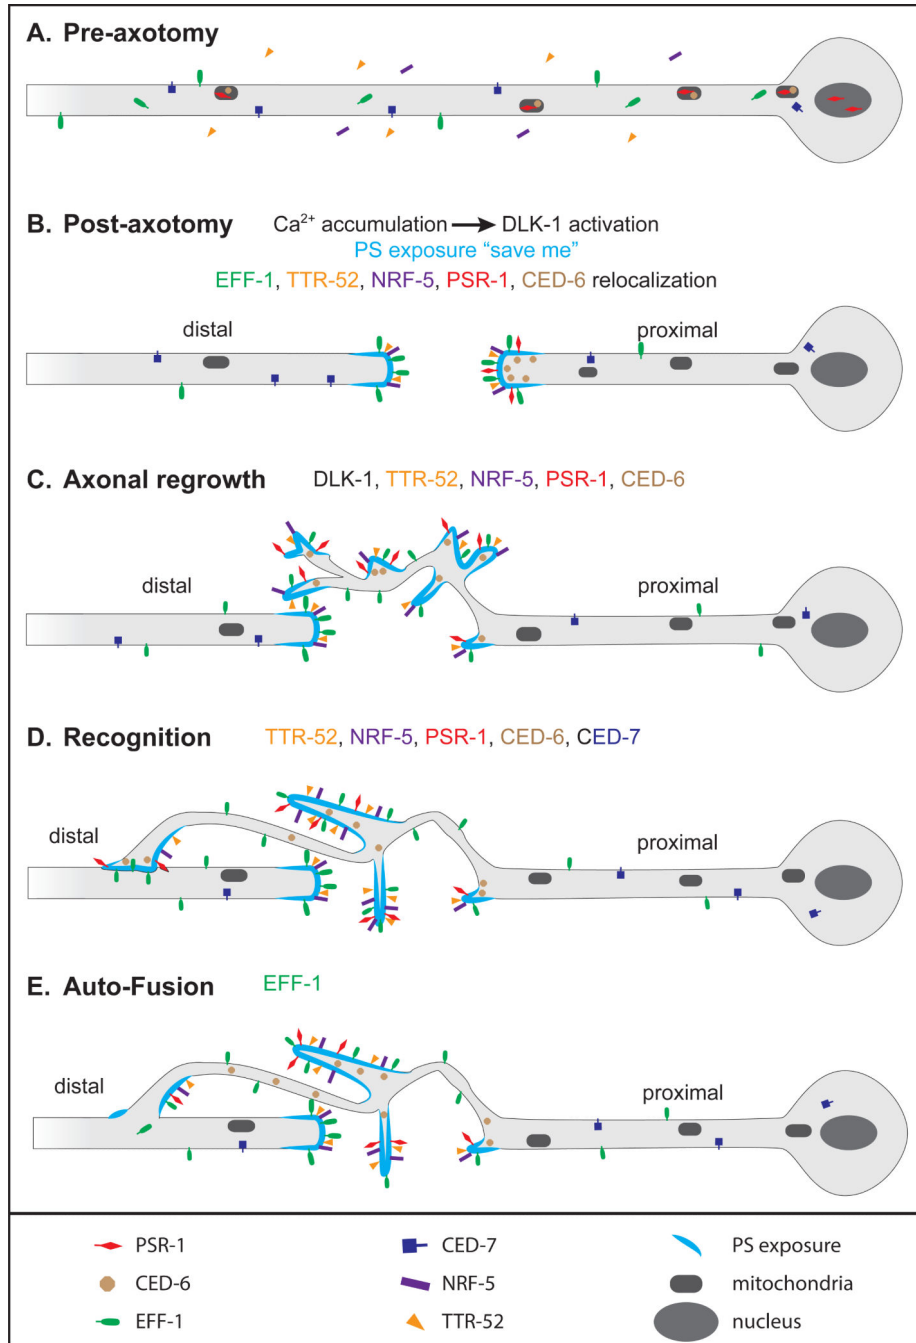 A. Pre-axotomy
B. Post-axotomy Ca²⁺ accumulation → DLK-1 activation
PS exposure “save me”
EFF-1, TTR-52, NRF-5, PSR-1, CED-6 relocalization
distal proximal
C. Axonal regrowth DLK-1, TTR-52, NRF-5, PSR-1, CED-6
distal proximal
D. Recognition TTR-52, NRF-5, PSR-1, CED-6, CED-7
distal proximal
E. Auto-Fusion EFF-1
distal proximal
PSR-1 CED-7 PS exposure
CED-6 NRF-5 mitochondria
EFF-1 TTR-52 nucleus